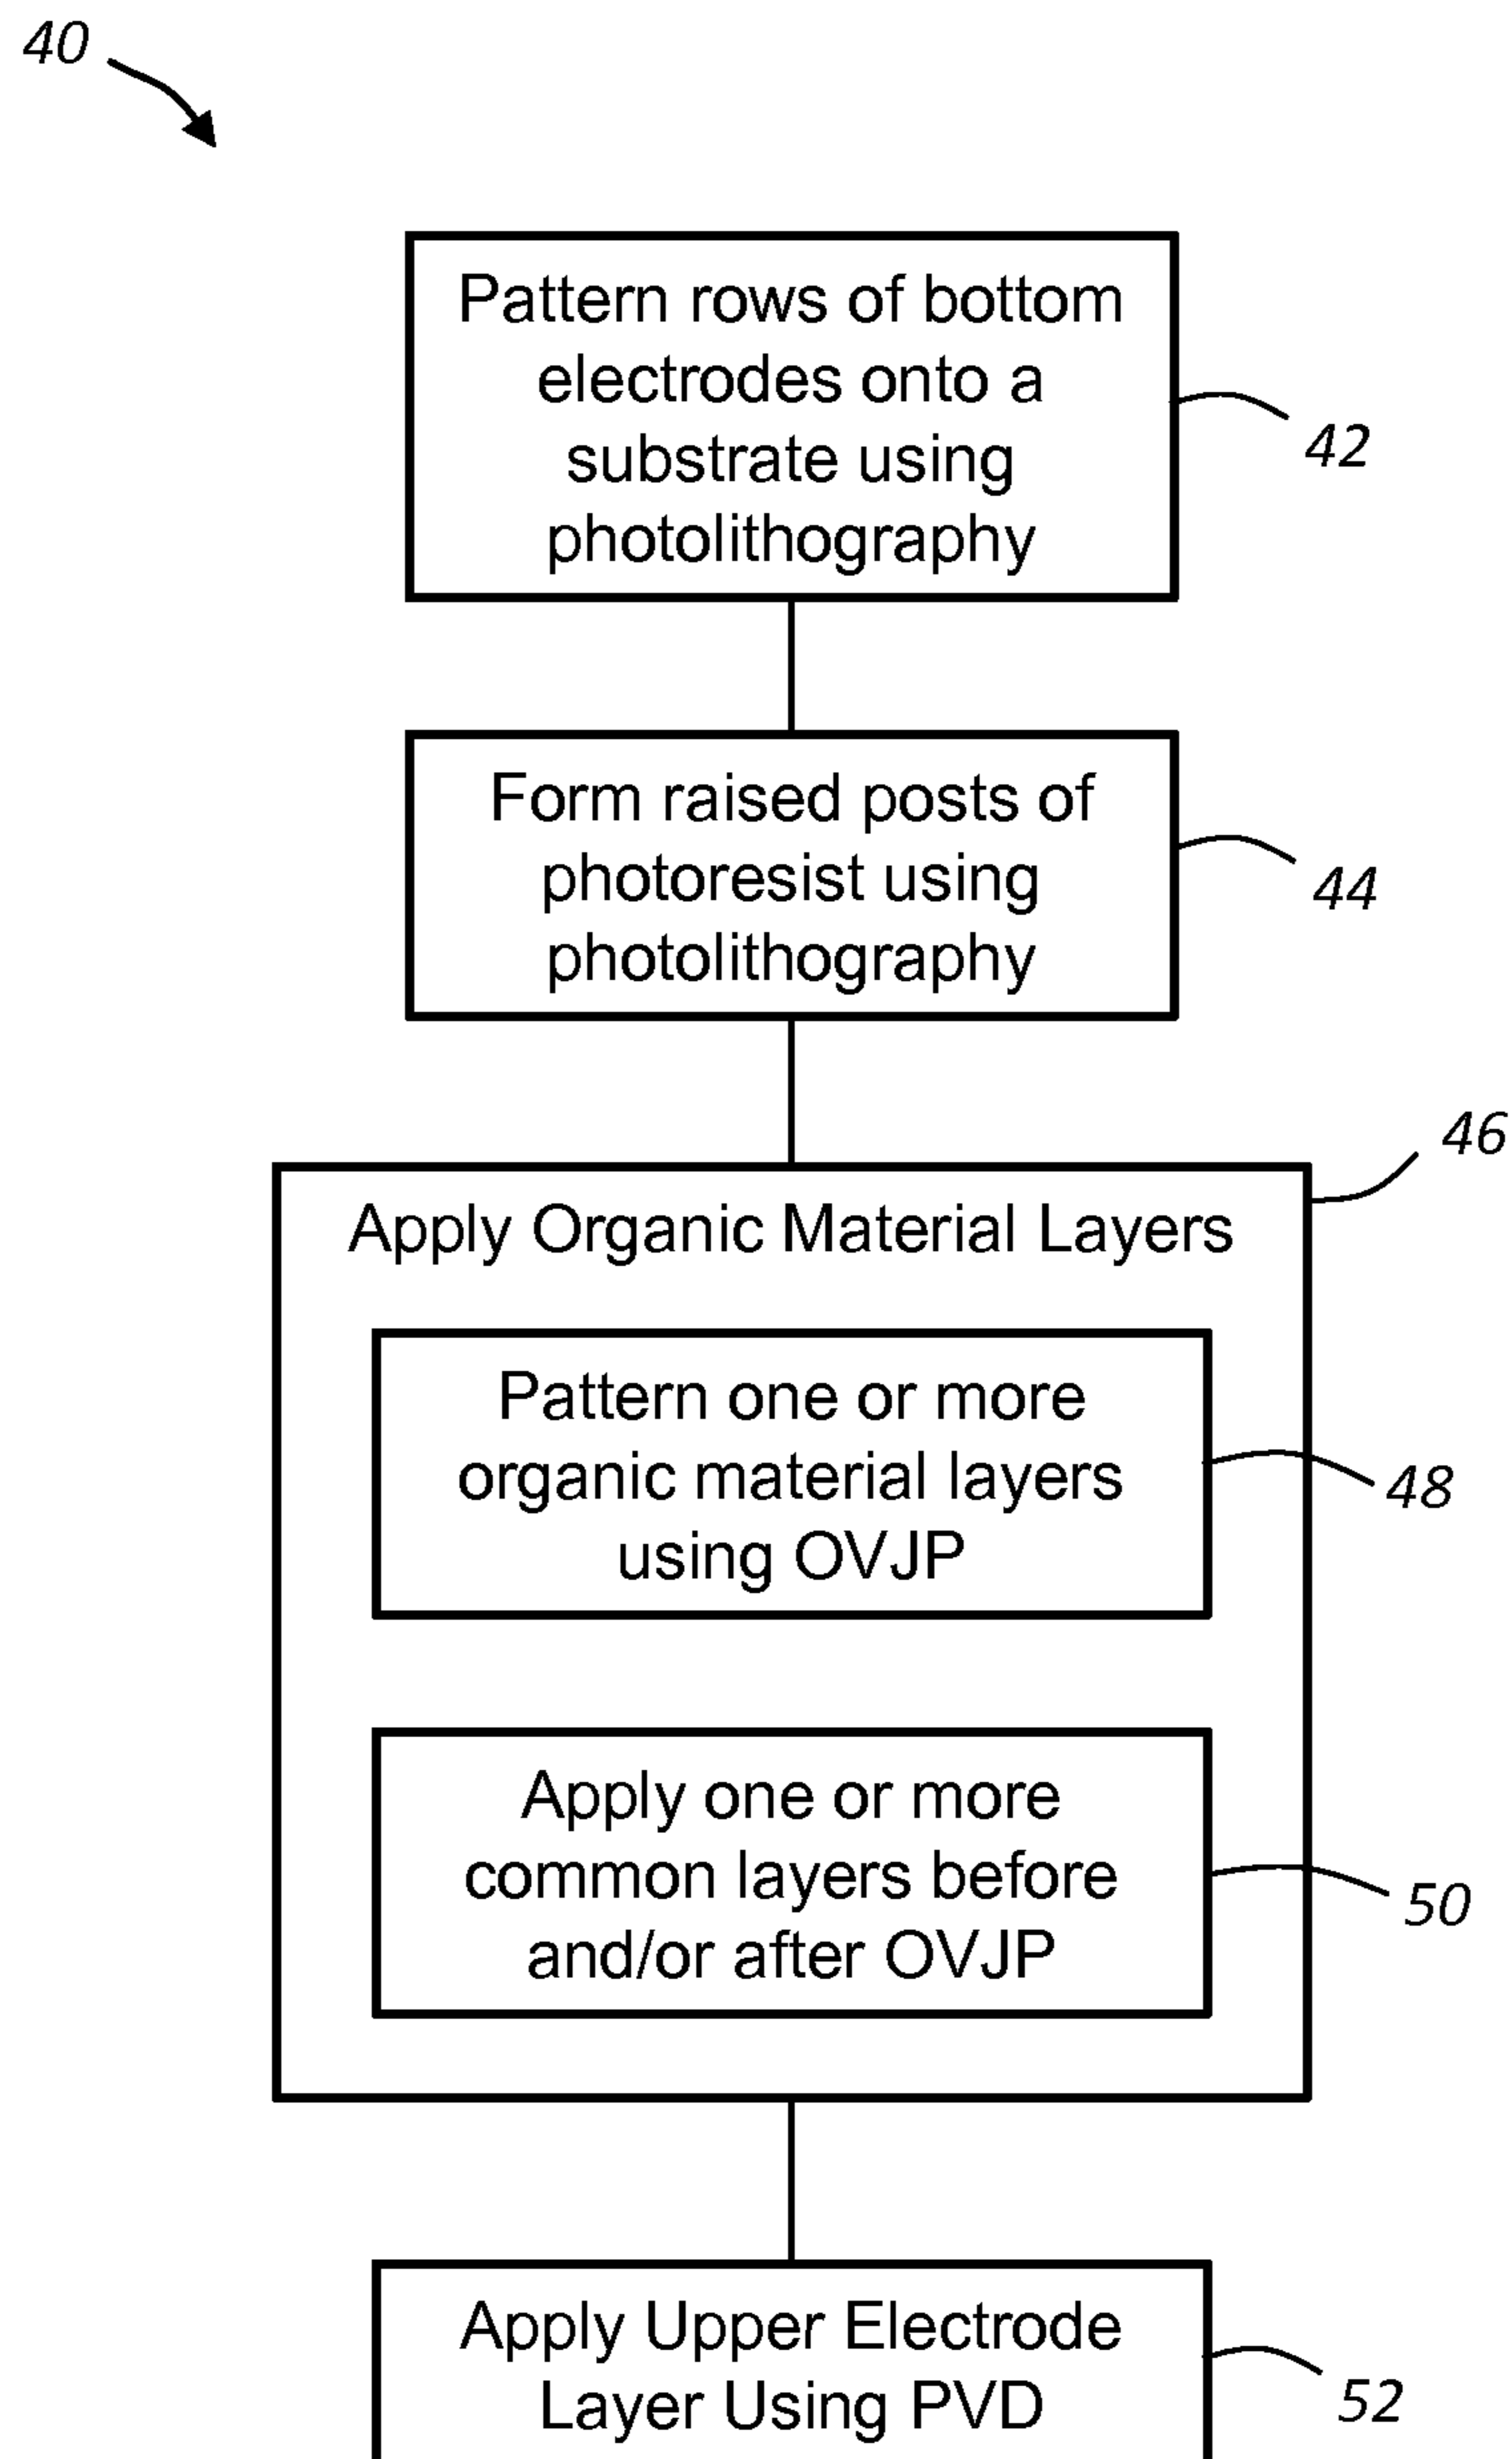 40
Pattern rows of bottom
electrodes onto a
substrate using
photolithography
42
Form raised posts of
photoresist using
photolithography
44
46
Apply Organic Material Layers
Pattern one or more
organic material layers
using OVJP
48
Apply one or more
common layers before
and/or after OVJP
50
Apply Upper Electrode
Layer Using PVD
52